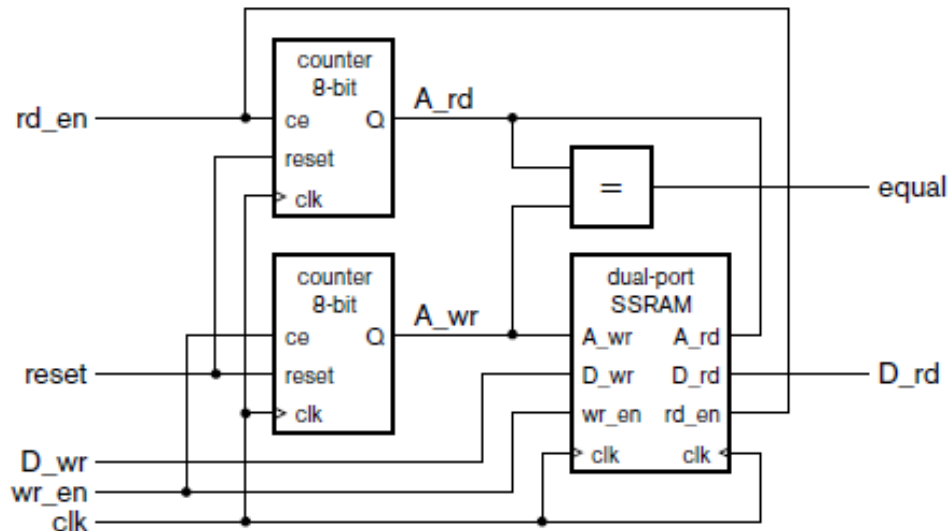 counter
8-bit
A_rd
rd_en
ce
Q
reset
clk
=
equal
counter
8-bit
A_wr
ce
Q
reset
reset
clk
dual-port
SSRAM
A_wr
A_rd
D_wr
D_rd
D_rd
wr_en
rd_en
clk
clk
D_wr
wr_en
clk